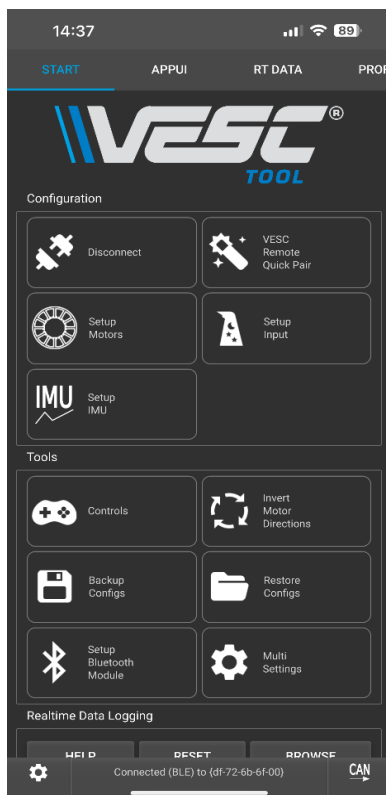 14:37
89
START APPUI RT DATA PROF
VESC®
TOOL
Configuration
Disconnect
VESC
Remote
Quick Pair
Setup
Motors
Setup
Input
IMU
Setup
IMU
Tools
Controls
Invert
Motor
Directions
Backup
Configs
Restore
Configs
Setup
Bluetooth
Module
Multi
Settings
Realtime Data Logging
HELP RESET BROWSE
Connected (BLE) to {df-72-6b-6f-00}
CAN